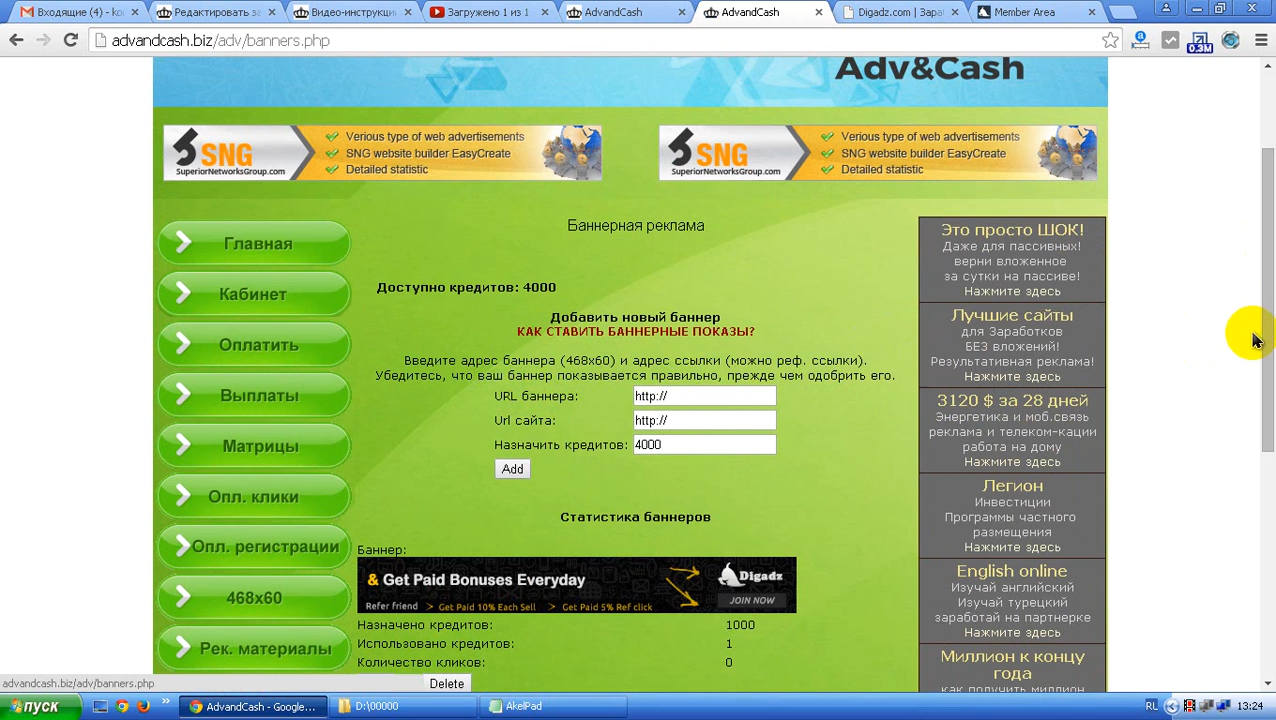 Входящие (4) - kom
Редактировать за
Видео-инструкци
Загружено 1 из 1
AdvandCash
AdvandCash
Digadz.com | Зара
Member Area
advandcash.biz/adv/banners.php
0.3M
Adv&Cash
SNG
SuperiorNetworksGroup.com
Verious type of web advertisements
SNG website builder EasyCreate
Detailed statistic
SNG
SuperiorNetworksGroup.com
Verious type of web advertisements
SNG website builder EasyCreate
Detailed statistic
Главная
Кабинет
Оплатить
Выплаты
Матрицы
Опл. клики
Опл. регистрации
468x60
Рек. материалы
Баннерная реклама
Доступно кредитов: 4000
Добавить новый баннер
КАК СТАВИТЬ БАННЕРНЫЕ ПОКАЗЫ?
Введите адрес баннера (468x60) и адрес ссылки (можно реф. ссылки).
Убедитесь, что ваш баннер показывается правильно, прежде чем одобрить его.
URL баннера: http://
Url сайта: http://
Назначить кредитов: 4000
Add
Статистика баннеров
Баннер:
& Get Paid Bonuses Everyday
Refer friend > Get Paid 10% Each Sell > Get Paid 5% Ref click
Digadz
JOIN NOW
Назначено кредитов: 1000
Использовано кредитов: 1
Количество кликов: 0
Delete
Это просто ШОК!
Даже для пассивных!
верни вложенное
за сутки на пассиве!
Нажмите здесь
Лучшие сайты
для Заработков
БЕЗ вложений!
Результативная реклама!
Нажмите здесь
3120 $ за 28 дней
Энергетика и моб.связь
реклама и телеком-кации
работа на дому
Нажмите здесь
Легион
Инвестиции
Программы частного
размещения
Нажмите здесь
English online
Изучай английский
Изучай турецкий
заработай на партнерке
Нажмите здесь
Миллион к концу
года
как получить миллион
advandcash.biz/adv/banners.php
пуск
AdvandCash - Google...
D:\00000
AkelPad
RU
13:24